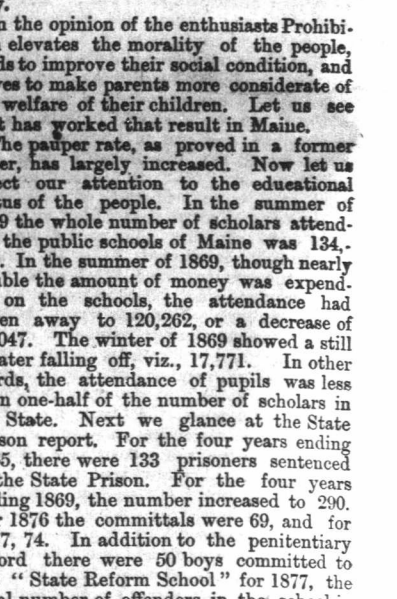 n the opinion of the enthusiasts Prohibi-
elevates the morality of the people,
ds to improve their social condition, and
ves to make parents more considerate of
welfare of their children. Let us see
t has worked that result in Maine.
he pauper rate, as proved in a former
er, has largely increased. Now let us
ect our attention to the educational
us of the people. In the summer of
9 the whole number of scholars attend-
the public schools of Maine was 134,-
. In the summer of 1869, though nearly
ble the amount of money was expend-
on the schools, the attendance had
en away to 120,262, or a decrease of
047. The winter of 1869 showed a still
ater falling off, viz., 17,771. In other
rds, the attendance of pupils was less
n one-half of the number of scholars in
State. Next we glance at the State
son report. For the four years ending
5, there were 133 prisoners sentenced
the State Prison. For the four years
ling 1869, the number increased to 290.
r 1876 the committals were 69, and for
7, 74. In addition to the penitentiary
ord there were 50 boys committed to
" State Reform School " for 1877, the
number of offenders in the